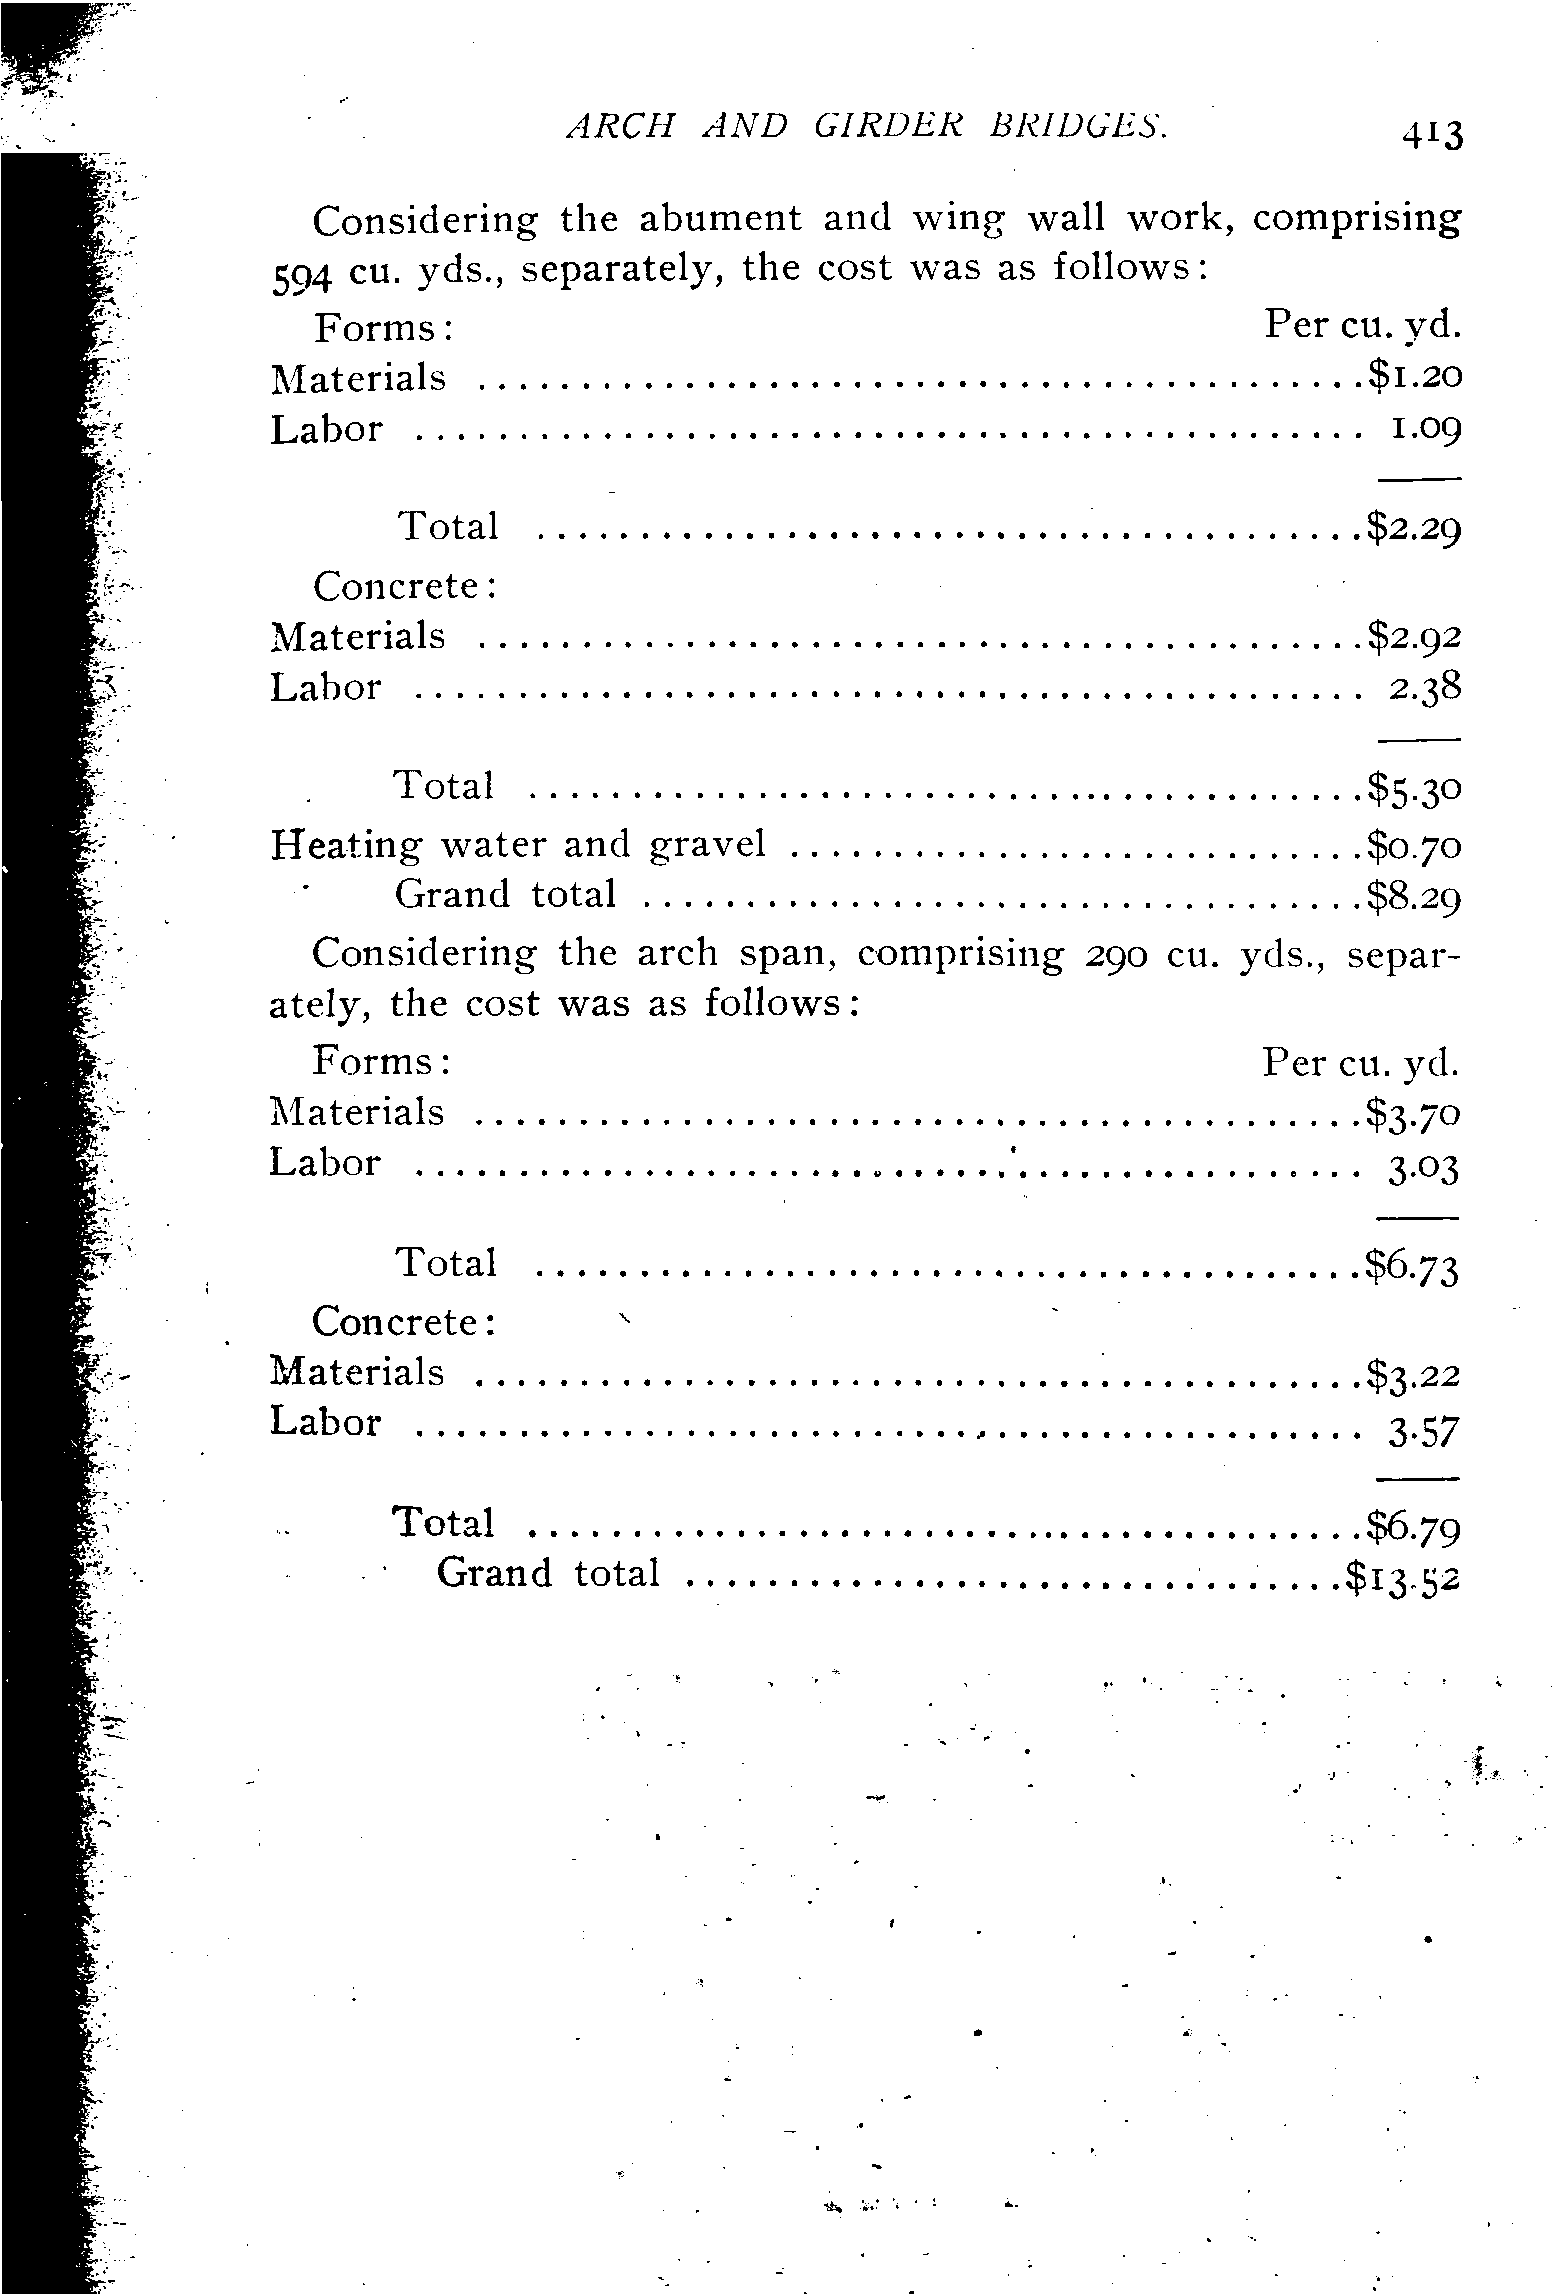 ARCH AND GIRDER BRIDGES. 413
Considering the abument and wing wall work, comprising
594 cu. yds., separately, the cost was as follows:
Forms: Per cu. yd.
Materials ............................................$1.20
Labor .............................................. 1.09
Total ........................................$2.29
Concrete:
Materials ............................................$2.92
Labor .............................................. 2.38
Total ........................................$5.30
Heating water and gravel ............................$0.70
Grand total ...................................$8.29
Considering the arch span, comprising 290 cu. yds., separ-
ately, the cost was as follows:
Forms: Per cu. yd.
Materials ............................................$3.70
Labor .............................................. 3.03
Total ........................................$6.73
Concrete:
Materials ............................................$3.22
Labor .............................................. 3.57
Total ........................................$6.79
Grand total ................................$13.52